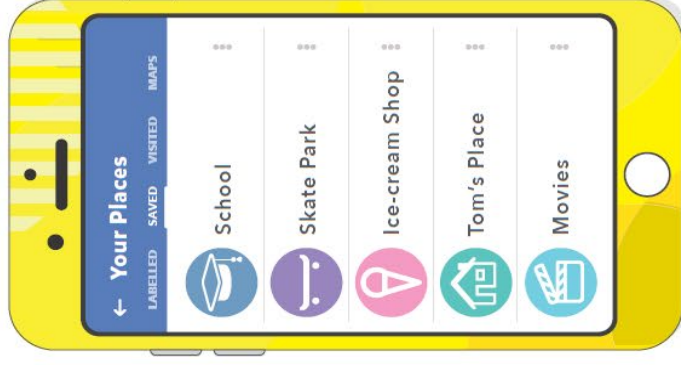 ← Your Places
LABELLED SAVED VISITED MAPS
School
Skate Park
Ice-cream Shop
Tom's Place
Movies